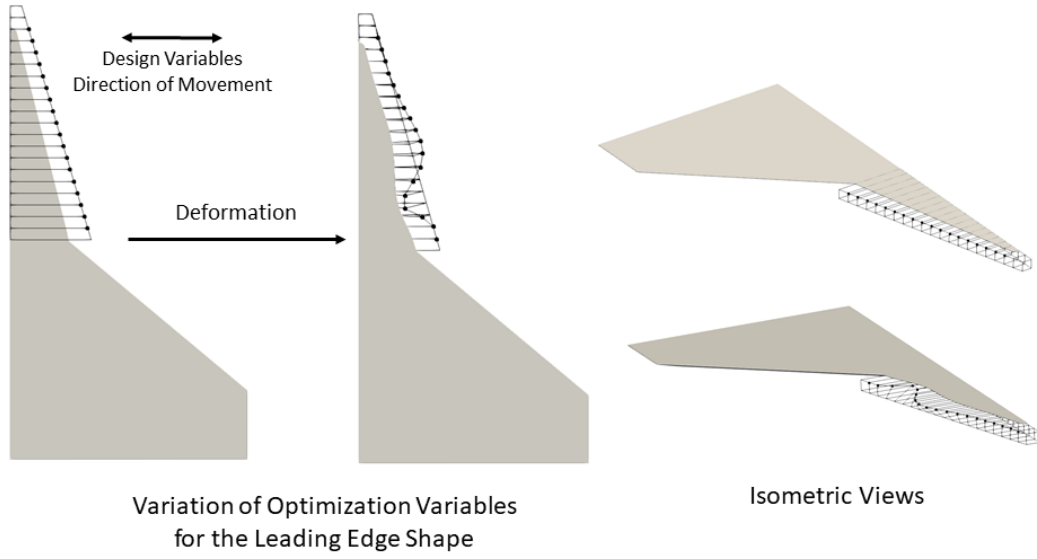 Design Variables
Direction of Movement
Deformation
Variation of Optimization Variables
for the Leading Edge Shape
Isometric Views